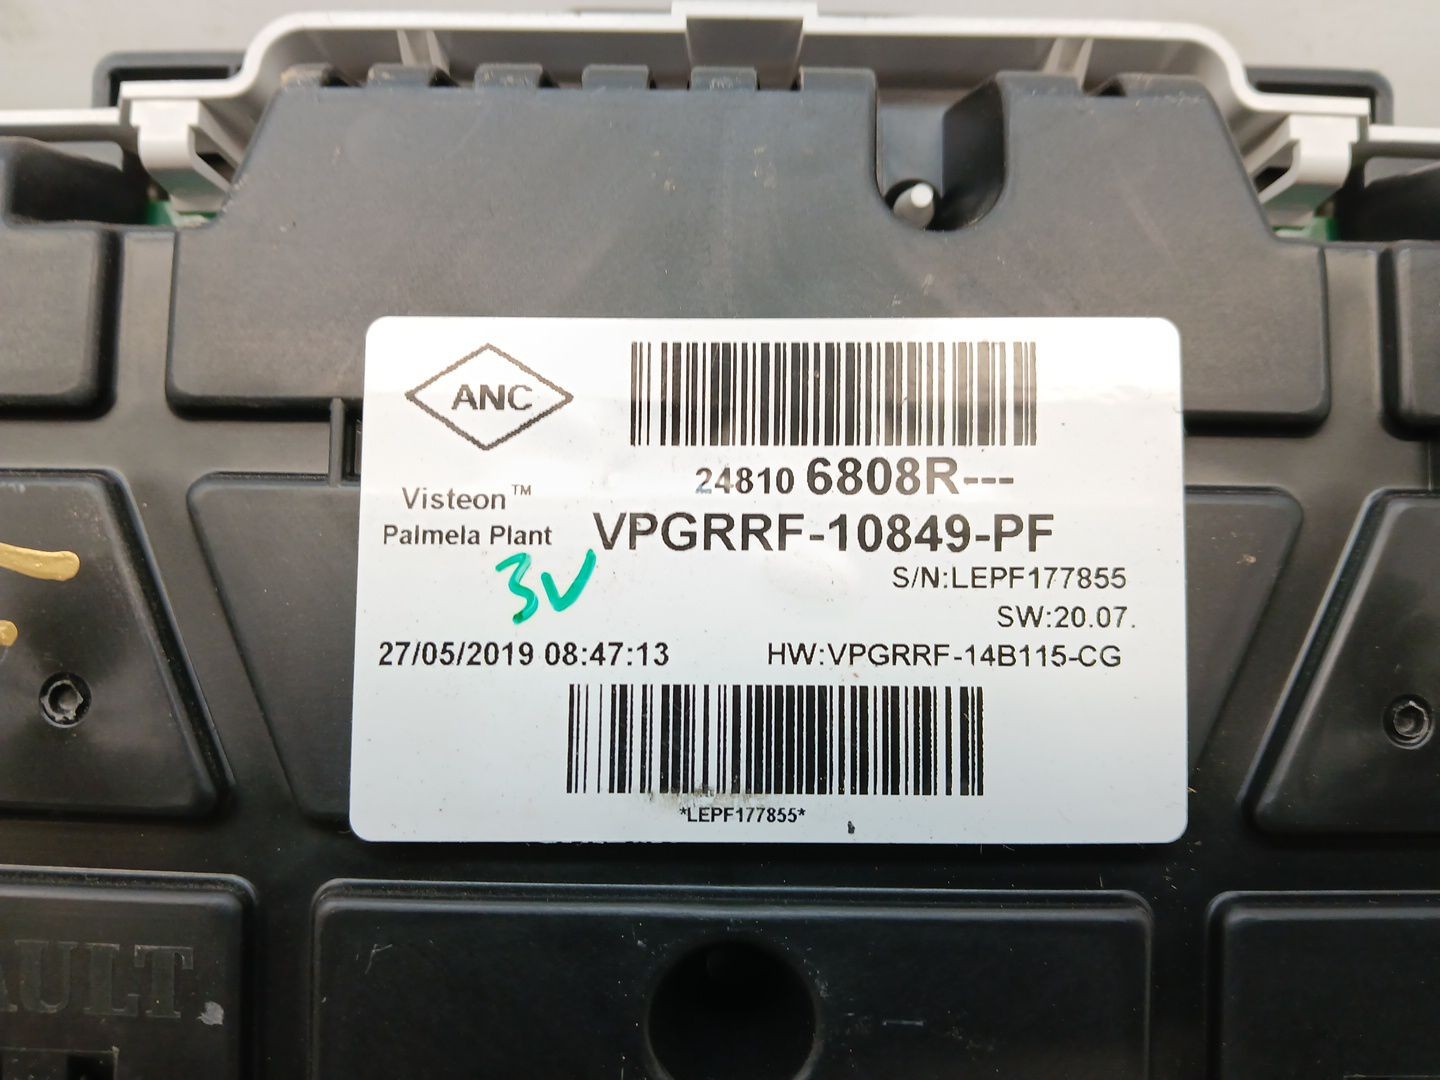 ANC
24810 6808R---
Visteon™
Palmela Plant
VPGRRF-10849-PF
3V
S/N:LEPF177855
SW:20.07.
27/05/2019 08:47:13
HW:VPGRRF-14B115-CG
*LEPF177855*
AULT